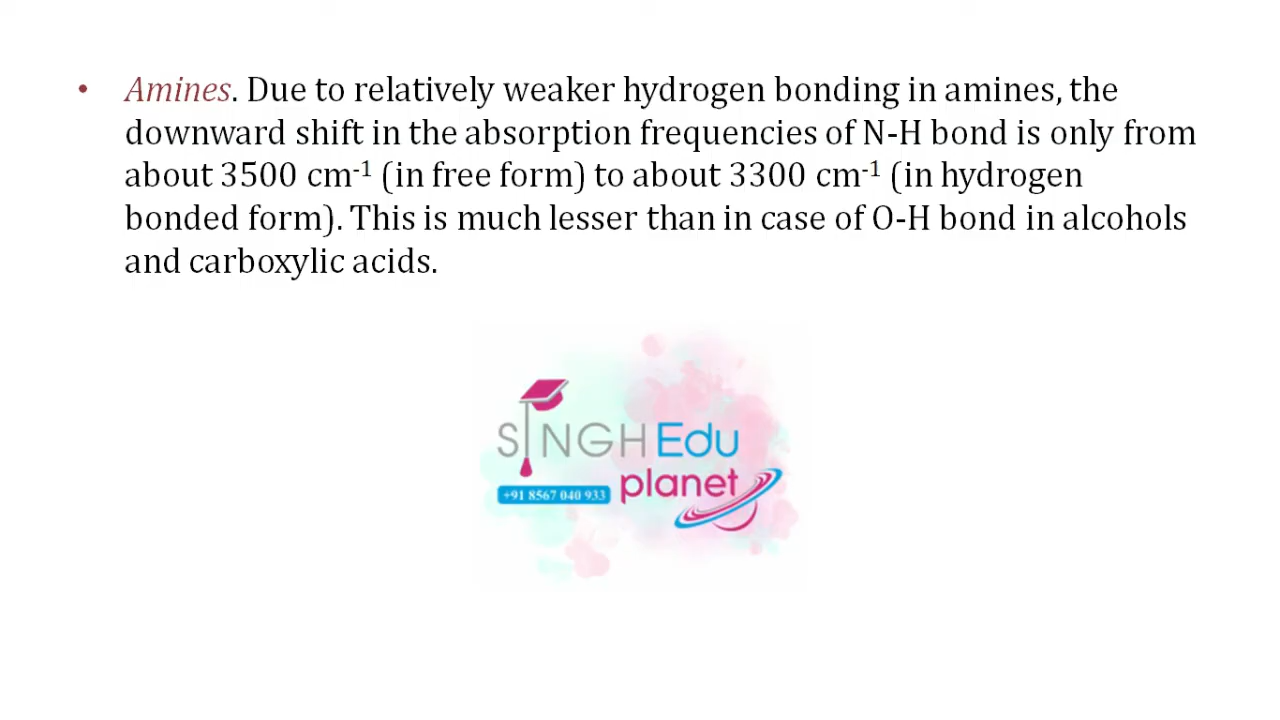 • Amines. Due to relatively weaker hydrogen bonding in amines, the
downward shift in the absorption frequencies of N-H bond is only from
about 3500 cm-1 (in free form) to about 3300 cm-1 (in hydrogen
bonded form). This is much lesser than in case of O-H bond in alcohols
and carboxylic acids.
SINGH Edu
planet
+91 8567 040 933